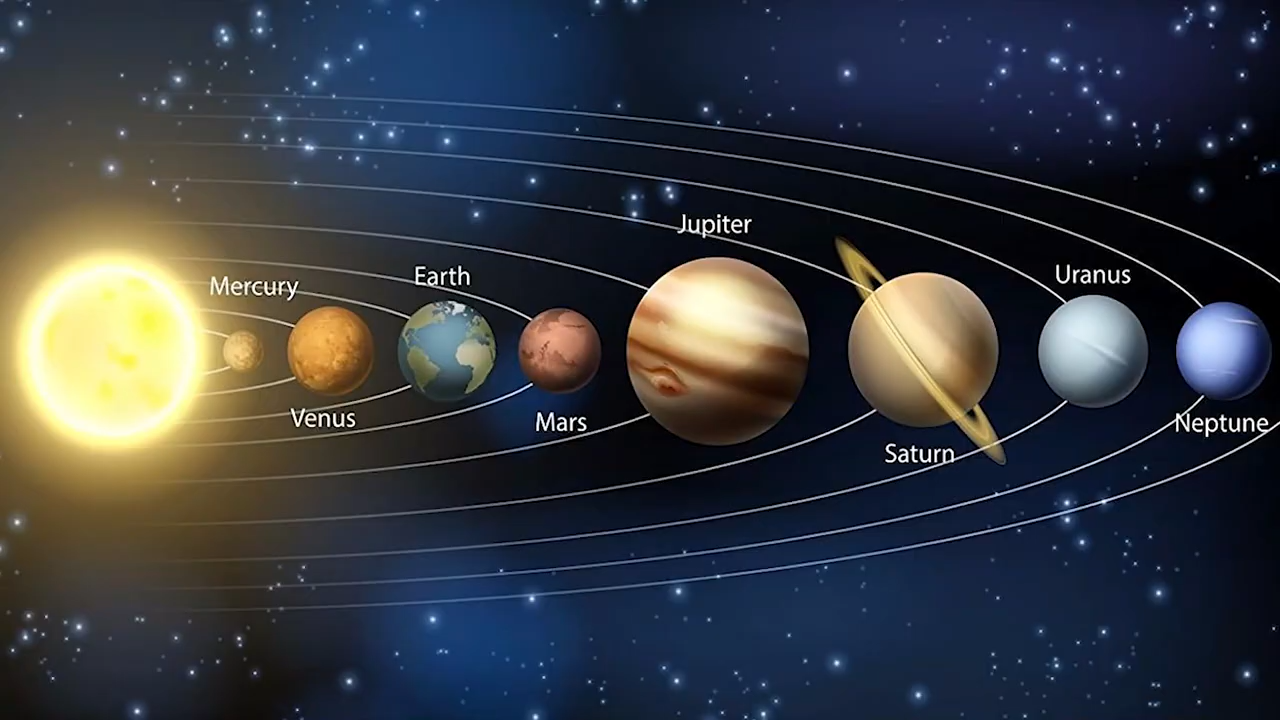 Mercury
Venus
Earth
Mars
Jupiter
Saturn
Uranus
Neptune